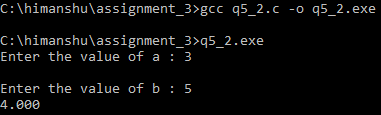 C:\himanshu\assignment_3>gcc q5_2.c -o q5_2.exe
C:\himanshu\assignment_3>q5_2.exe
Enter the value of a : 3
Enter the value of b : 5
4.000